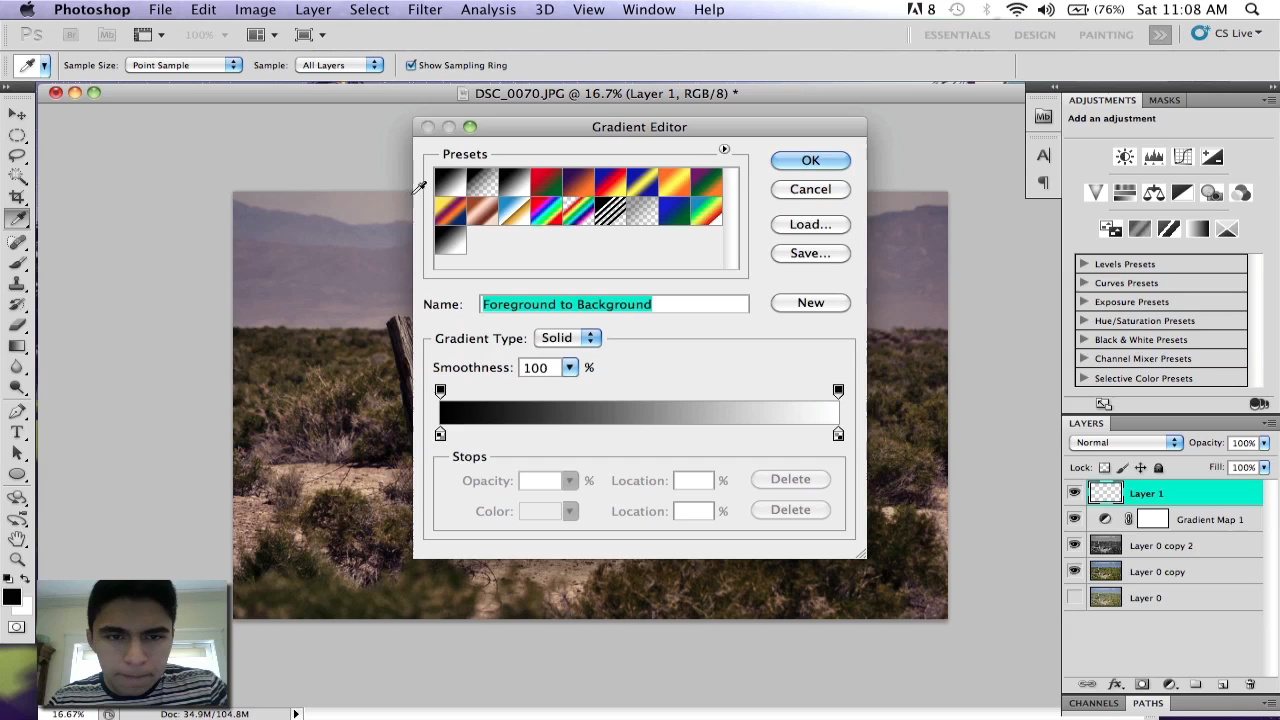 Photoshop File Edit Image Layer Select Filter Analysis 3D View Window Help 8 (76%) Sat 11:08 AM
Ps Br Mb 100% ESSENTIALS DESIGN PAINTING CS Live
Sample Size: Point Sample Sample: All Layers Show Sampling Ring
DSC_0070.JPG @ 16.7% (Layer 1, RGB/8) *
Gradient Editor
Presets
OK
Cancel
Load...
Save...
Name: Foreground to Background New
Gradient Type: Solid
Smoothness: 100 %
Stops
Opacity: % Location: % Delete
Color: Location: % Delete
16.67% Doc: 34.9M/104.8M
Mb
A
ADJUSTMENTS MASKS
Add an adjustment
Levels Presets
Curves Presets
Exposure Presets
Hue/Saturation Presets
Black & White Presets
Channel Mixer Presets
Selective Color Presets
LAYERS
Normal Opacity: 100%
Lock: Fill: 100%
Layer 1
Gradient Map 1
Layer 0 copy 2
Layer 0 copy
Layer 0
CHANNELS PATHS